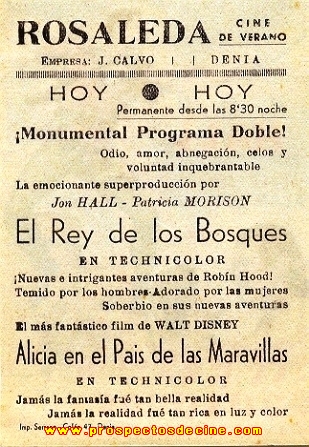 ROSALEDA
CINE
DE VERANO
EMPRESA: J. CALVO | | DENIA
HOY HOY
Permanente desde las 8'30 noche
¡Monumental Programa Doble!
Odio, amor, abnegación, celos y
voluntad inquebrantable
La emocionante superproducción por
Jon HALL - Patricia MORISON
El Rey de los Bosques
EN TECHNICOLOR
¡Nuevas e intrigantes aventuras de Robín Hood!
Temido por los hombres-Adorado por las mujeres
Soberbio en sus nuevas aventuras
El más fantástico film de WALT DISNEY
Alicia en el Pais de las Maravillas
EN TECHNICOLOR
Jamás la fantasía fué tan bella realidad
Jamás la realidad fué tan rica en luz y color
Imp.
www.prospectosdecine.com